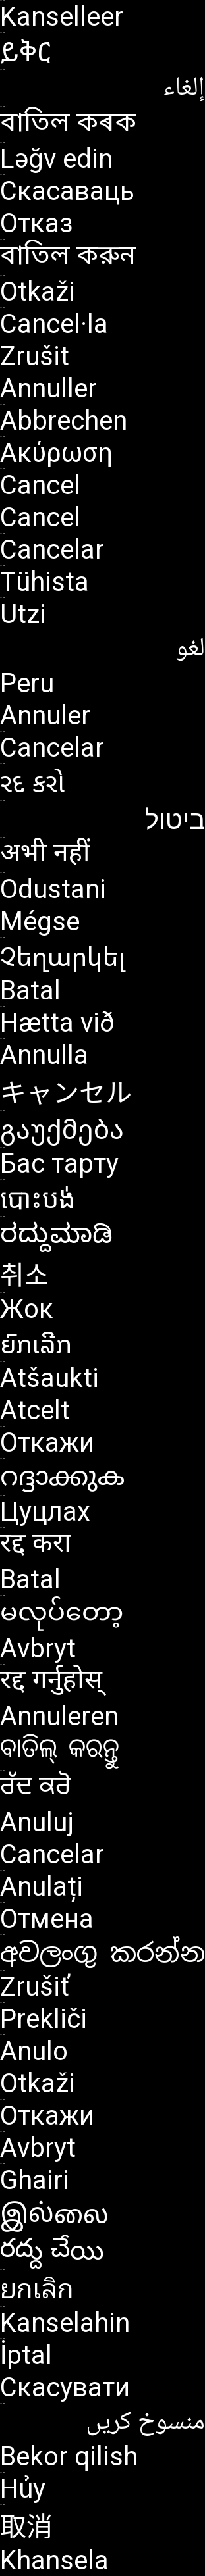 Kanselleer
ይቅር
إلغاء
বাতিল কৰক
Ləğv edin
Скасаваць
Отказ
বাতিল করুন
Otkaži
Cancel·la
Zrušit
Annuller
Abbrechen
Ακύρωση
Cancel
Cancel
Cancelar
Tühista
Utzi
لغو
Peru
Annuler
Cancelar
રદ કરો
ביטול
अभी नहीं
Odustani
Mégse
Չեղարկել
Batal
Hætta við
Annulla
キャンセル
გაუქმება
Бас тарту
បោះបង់
ರದ್ದುಮಾಡಿ
취소
Жок
ຍົກເລີກ
Atšaukti
Atcelt
Откажи
റദ്ദാക്കുക
Цуцлах
रद्द करा
Batal
မလုပ်တော့
Avbryt
रद्द गर्नुहोस्
Annuleren
ବାତିଲ୍ କରନ୍ତୁ
ਰੱਦ ਕਰੋ
Anuluj
Cancelar
Anulați
Отмена
අවලංගු කරන්න
Zrušiť
Prekliči
Anulo
Otkaži
Откажи
Avbryt
Ghairi
இல்லை
రద్దు చేయి
ยกเลิก
Kanselahin
İptal
Скасувати
منسوخ کریں
Bekor qilish
Hủy
取消
Khansela